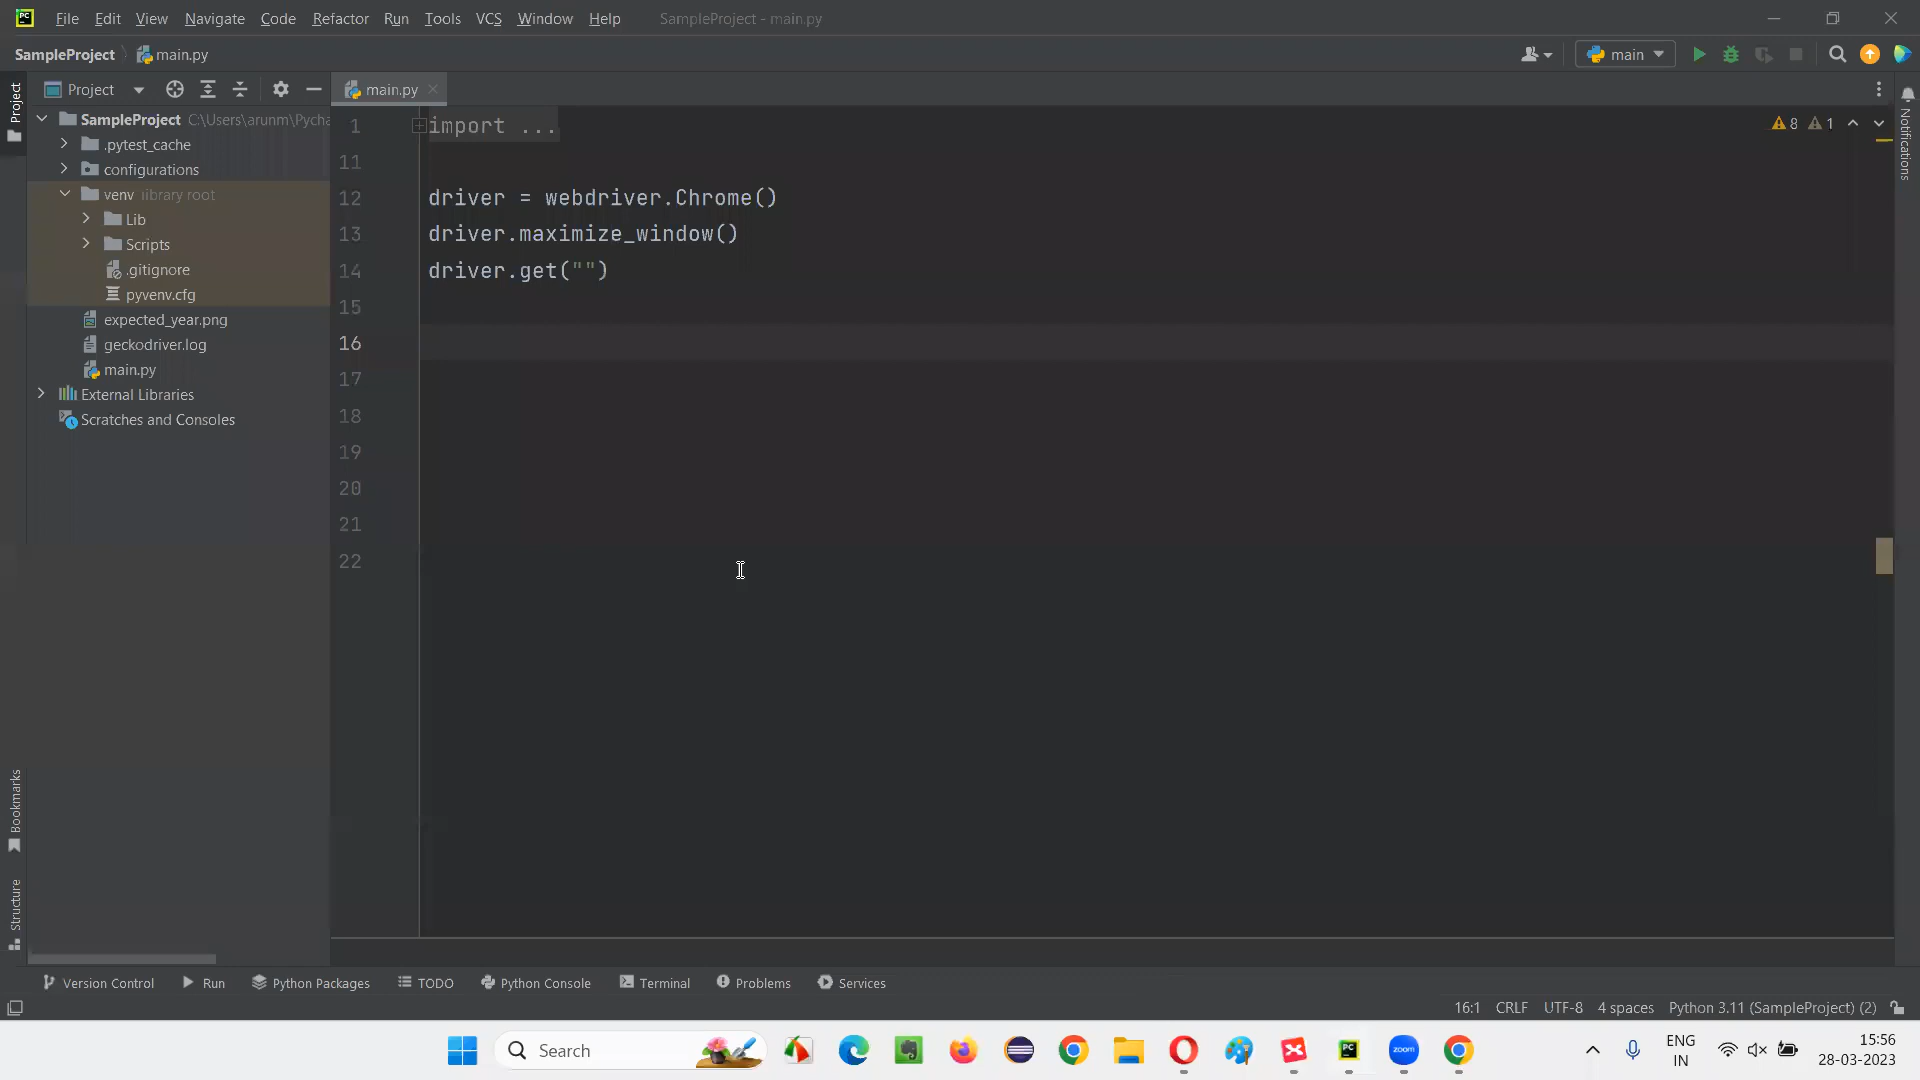 PC
File Edit View Navigate Code Refactor Run Tools VCS Window Help SampleProject - main.py
SampleProject main.py main
Project Project main.py
SampleProject C:\Users\arunm\Pycha
.pytest_cache
configurations
venv library root
Lib
Scripts
.gitignore
pyvenv.cfg
expected_year.png
geckodriver.log
main.py
External Libraries
Scratches and Consoles
1 import ... 8 1
11
12 driver = webdriver.Chrome()
13 driver.maximize_window()
14 driver.get("")
15
16
17
18
19
20
21
22
Notifications
Bookmarks
Structure
Version Control Run Python Packages TODO Python Console Terminal Problems Services
16:1 CRLF UTF-8 4 spaces Python 3.11 (SampleProject) (2)
Search PC zoom ENG 15:56
IN 28-03-2023